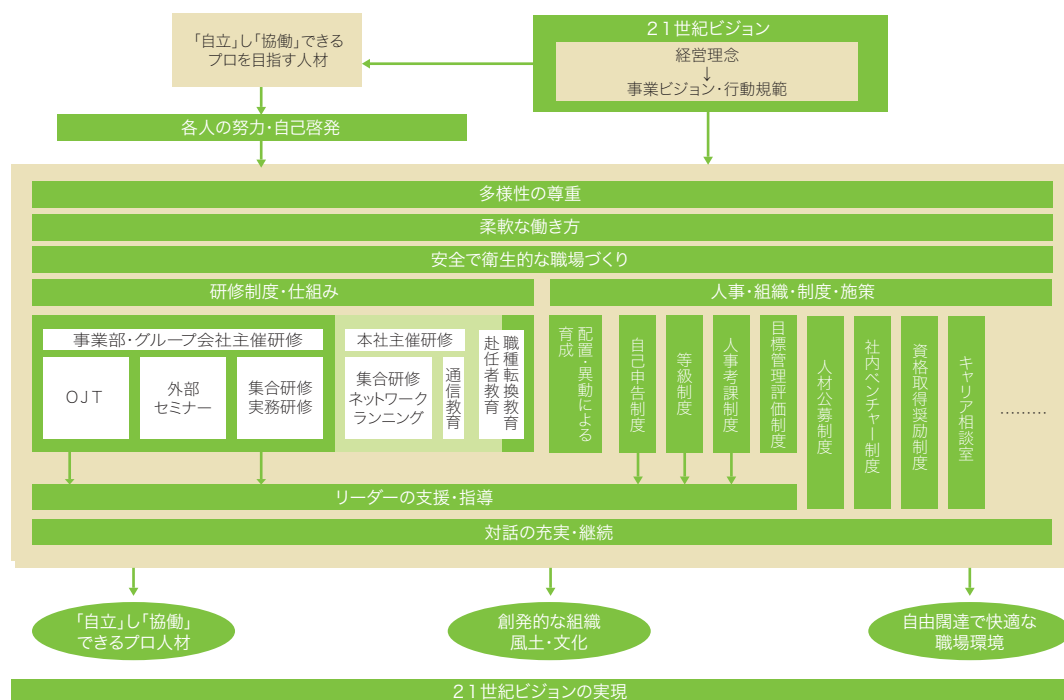 「自立」し「協働」できる
プロを目指す人材
21世紀ビジョン
経営理念
↓
事業ビジョン・行動規範
各人の努力・自己啓発
多様性の尊重
柔軟な働き方
安全で衛生的な職場づくり
研修制度・仕組み
人事・組織・制度・施策
事業部・グループ会社主催研修
OJT
外部
セミナー
集合研修
実務研修
本社主催研修
集合研修
ネットワーク
ランニング
通信教育
職種転換教育
赴任者教育
配置・異動による
育成
自己申告制度
等級制度
人事考課制度
目標管理評価制度
人材公募制度
社内ベンチャー制度
資格取得奨励制度
キャリア相談室
………
リーダーの支援・指導
対話の充実・継続
「自立」し「協働」
できるプロ人材
創発的な組織
風土・文化
自由闊達で快適な
職場環境
21世紀ビジョンの実現